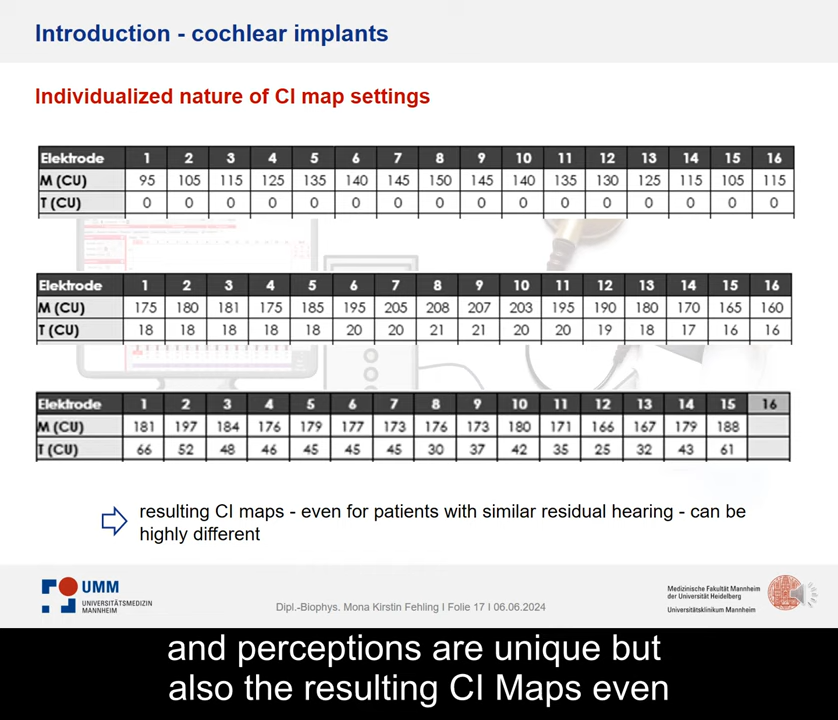 Introduction - cochlear implants
Individualized nature of CI map settings
Elektrode 1 2 3 4 5 6 7 8 9 10 11 12 13 14 15 16
M (CU) 95 105 115 125 135 140 145 150 145 140 135 130 125 115 105 115
T (CU) 0 0 0 0 0 0 0 0 0 0 0 0 0 0 0 0
Elektrode 1 2 3 4 5 6 7 8 9 10 11 12 13 14 15 16
M (CU) 175 180 181 175 185 195 205 208 207 203 195 190 180 170 165 160
T (CU) 18 18 18 18 18 20 20 21 21 20 20 19 18 17 16 16
Elektrode 1 2 3 4 5 6 7 8 9 10 11 12 13 14 15 16
M (CU) 181 197 184 176 179 177 173 176 173 180 171 166 167 179 188
T (CU) 66 52 48 46 45 45 45 30 37 42 35 25 32 43 61
resulting CI maps - even for patients with similar residual hearing - can be
highly different
UMM
UNIVERSITÄTSMEDIZIN
MANNHEIM
Dipl.-Biophys. Mona Kirstin Fehling I Folie 17 I 06.06.2024
Medizinische Fakultät Mannheim
der Universität Heidelberg
Universitätsklinikum Mannheim
and perceptions are unique but
also the resulting CI Maps even